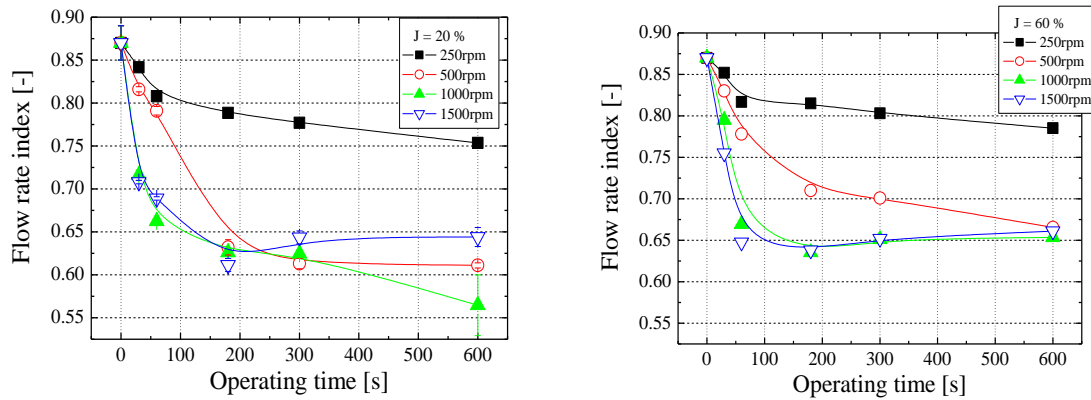 J = 20 %
250rpm
500rpm
1000rpm
1500rpm
0.90
0.85
0.80
0.75
0.70
0.65
0.60
0.55
Flow rate index [-]
0 100 200 300 400 500 600
Operating time [s]
J = 60 %
250rpm
500rpm
1000rpm
1500rpm
0.90
0.85
0.80
0.75
0.70
0.65
0.60
0.55
Flow rate index [-]
0 100 200 300 400 500 600
Operating time [s]